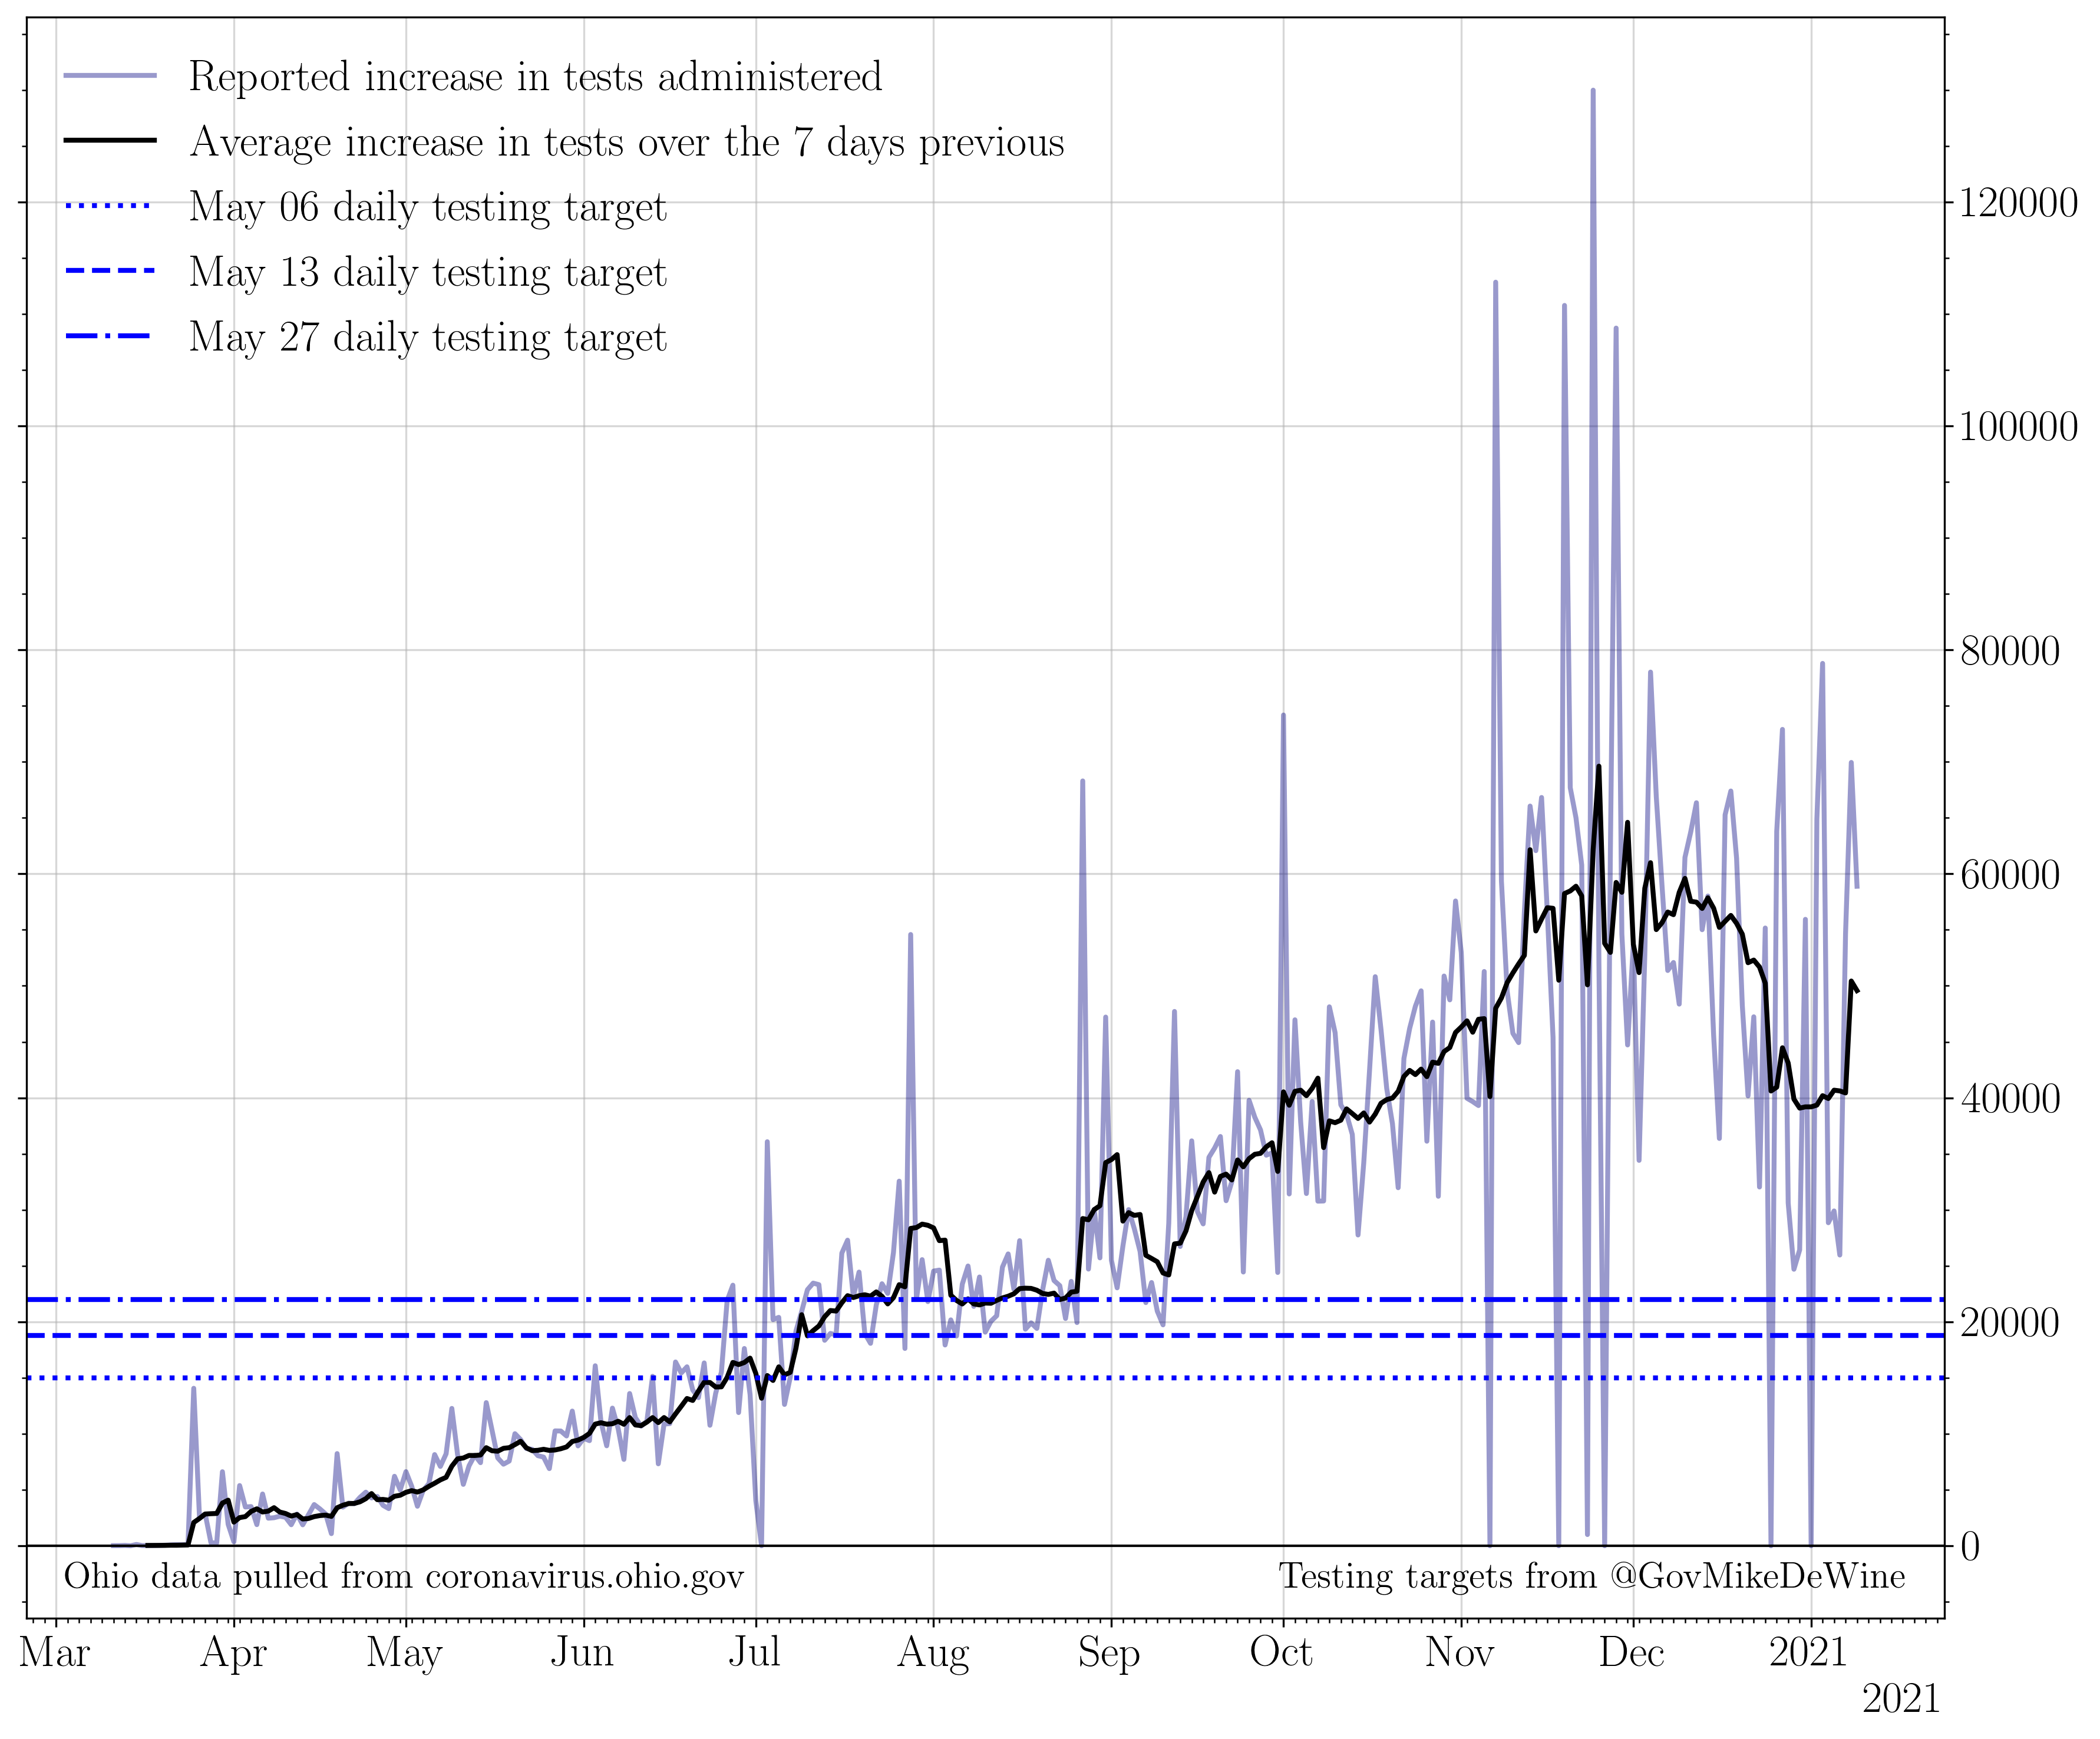 Reported increase in tests administered
Average increase in tests over the 7 days previous
May 06 daily testing target
May 13 daily testing target
May 27 daily testing target
120000
100000
80000
60000
40000
20000
0
Ohio data pulled from coronavirus.ohio.gov
Testing targets from @GovMikeDeWine
Mar Apr May Jun Jul Aug Sep Oct Nov Dec 2021
2021